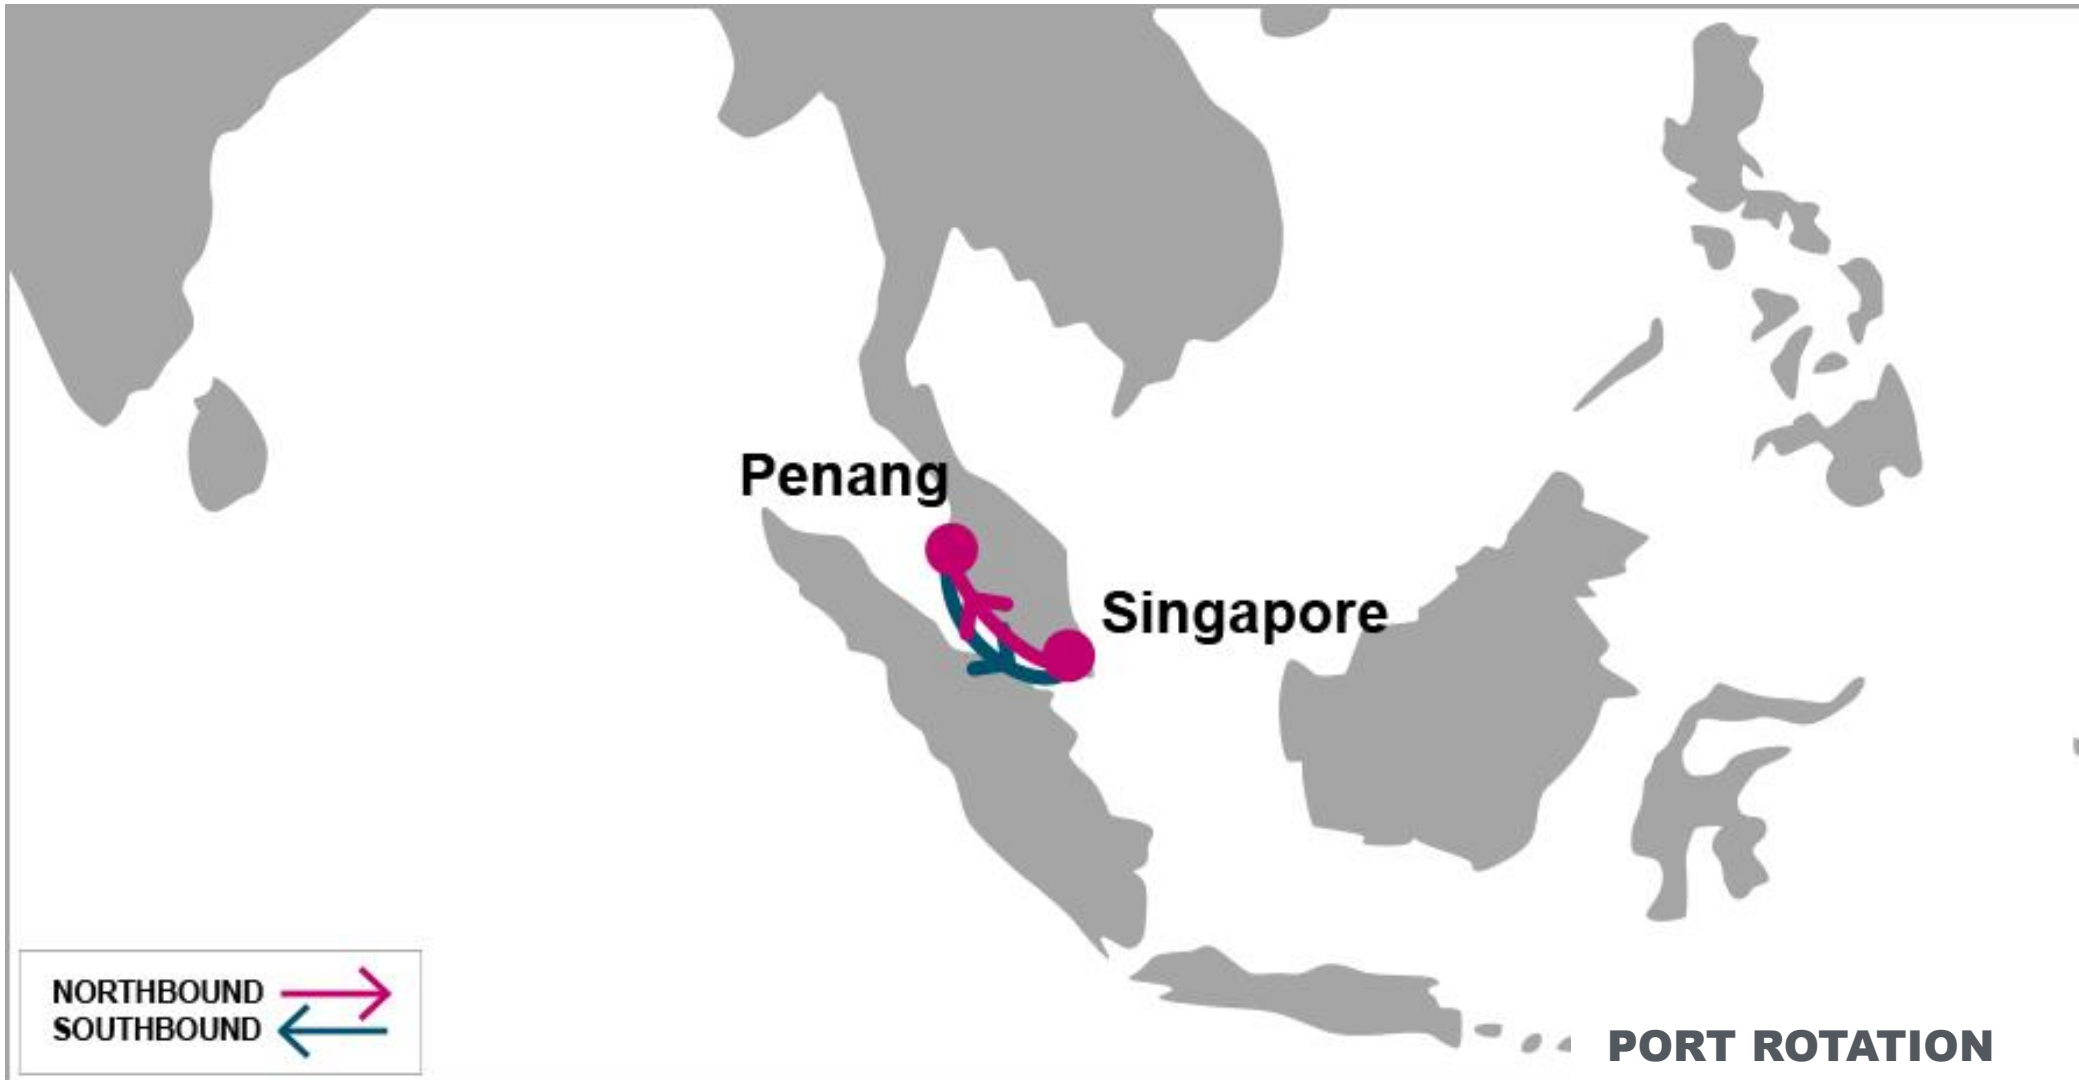 Penang
Singapore
NORTHBOUND
SOUTHBOUND
PORT ROTATION